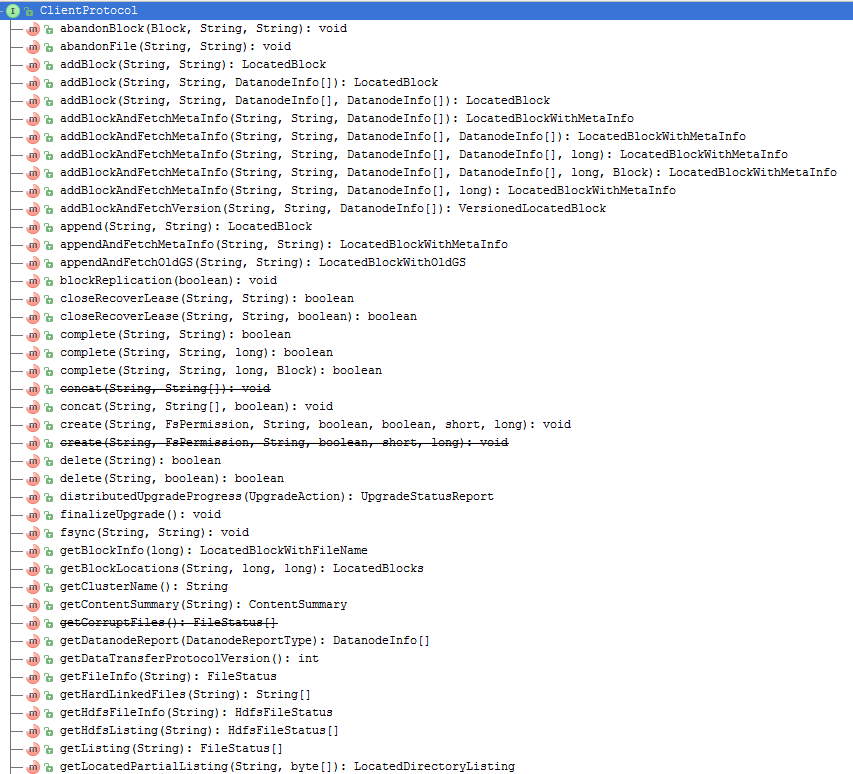 ClientProtocol
abandonBlock(Block, String, String): void
abandonFile(String, String): void
addBlock(String, String): LocatedBlock
addBlock(String, String, DatanodeInfo[]): LocatedBlock
addBlock(String, String, DatanodeInfo[], DatanodeInfo[]): LocatedBlock
addBlockAndFetchMetaInfo(String, String, DatanodeInfo[]): LocatedBlockWithMetaInfo
addBlockAndFetchMetaInfo(String, String, DatanodeInfo[], DatanodeInfo[]): LocatedBlockWithMetaInfo
addBlockAndFetchMetaInfo(String, String, DatanodeInfo[], DatanodeInfo[], long): LocatedBlockWithMetaInfo
addBlockAndFetchMetaInfo(String, String, DatanodeInfo[], DatanodeInfo[], long, Block): LocatedBlockWithMetaInfo
addBlockAndFetchMetaInfo(String, String, DatanodeInfo[], long): LocatedBlockWithMetaInfo
addBlockAndFetchVersion(String, String, DatanodeInfo[]): VersionedLocatedBlock
append(String, String): LocatedBlock
appendAndFetchMetaInfo(String, String): LocatedBlockWithMetaInfo
appendAndFetchOldGS(String, String): LocatedBlockWithOldGS
blockReplication(boolean): void
closeRecoverLease(String, String): boolean
closeRecoverLease(String, String, boolean): boolean
complete(String, String): boolean
complete(String, String, long): boolean
complete(String, String, long, Block): boolean
concat(String, String[]): void
concat(String, String[], boolean): void
create(String, FsPermission, String, boolean, boolean, short, long): void
create(String, FsPermission, String, boolean, short, long): void
delete(String): boolean
delete(String, boolean): boolean
distributedUpgradeProgress(UpgradeAction): UpgradeStatusReport
finalizeUpgrade(): void
fsync(String, String): void
getBlockInfo(long): LocatedBlockWithFileName
getBlockLocations(String, long, long): LocatedBlocks
getClusterName(): String
getContentSummary(String): ContentSummary
getCorruptFiles(): FileStatus[]
getDatanodeReport(DatanodeReportType): DatanodeInfo[]
getDataTransferProtocolVersion(): int
getFileInfo(String): FileStatus
getHardLinkedFiles(String): String[]
getHdfsFileInfo(String): HdfsFileStatus
getHdfsListing(String): HdfsFileStatus[]
getListing(String): FileStatus[]
getLocatedPartialListing(String, byte[]): LocatedDirectoryListing